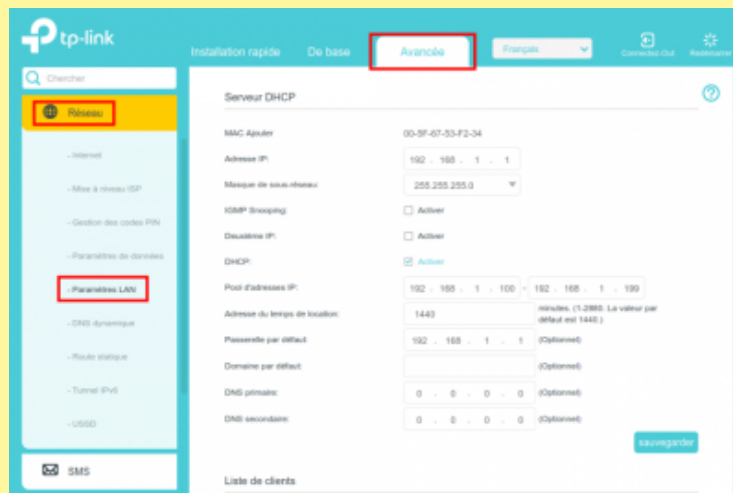 tp-link
Installation rapide
De base
Avancée
Français
Connectez-Out
Redémarrer
Chercher
Réseau
- Internet
- Mise à niveau ISP
- Gestion des codes PIN
- Paramètres de données
- Paramètres LAN
- DNS dynamique
- Route statique
- Tunnel IPv6
- USSD
SMS
Serveur DHCP
MAC Ajouter 00-5F-67-53-F2-34
Adresse IP: 192 . 168 . 1 . 1
Masque de sous-réseau: 255.255.255.0
IGMP Snooping: Activer
Deuxième IP: Activer
DHCP: Activer
Pool d'adresses IP: 192 . 168 . 1 . 100 - 192 . 168 . 1 . 199
Adresse du temps de location: 1440 minutes. (1-2880. La valeur par
défaut est 1440.)
Passerelle par défaut: 192 . 168 . 1 . 1 (Optionnel)
Domaine par défaut: (Optionnel)
DNS primaire: 0 . 0 . 0 . 0 (Optionnel)
DNS secondaire: 0 . 0 . 0 . 0 (Optionnel)
sauvegarder
Liste de clients